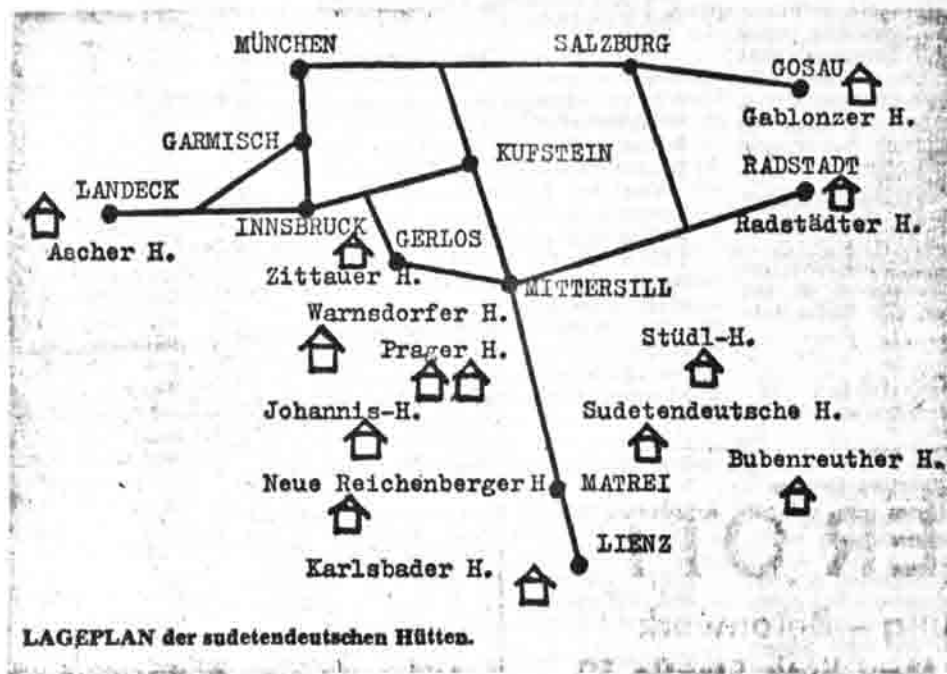 MÜNCHEN
SALZBURG
GOSAU
Gablonzer H.
GARMISCH
KUFSTEIN
RADSTADT
LANDECK
INNSBRUCK
GERLOS
Radstädter H.
Ascher H.
Zittauer H.
MITTERSILL
Warnsdorfer H.
Stüdl-H.
Prager H.
Johannis-H.
Sudetendeutsche H.
Bubenreuther H.
Neue Reichenberger H
MATREI
LIENZ
Karlsbader H.
LAGEPLAN der sudetendeutschen Hütten.